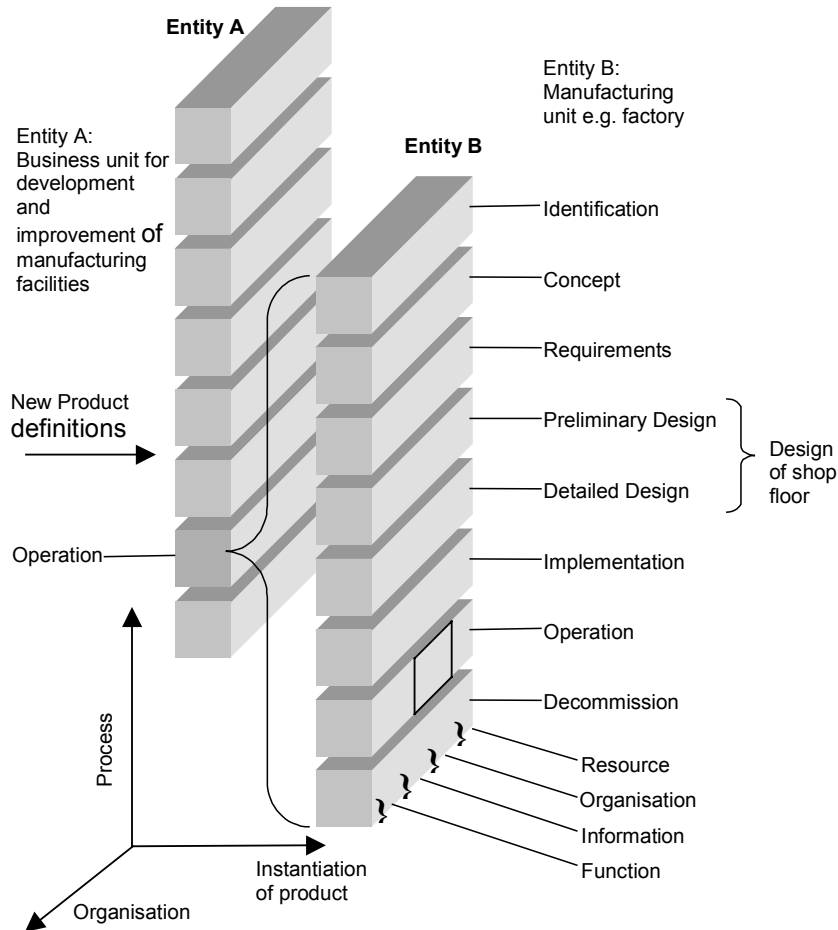 Entity A
Entity B:
Manufacturing
unit e.g. factory
Entity A:
Business unit for
development
and
improvement of
manufacturing
facilities
Entity B
Identification
Concept
Requirements
New Product
definitions
Preliminary Design
Detailed Design
Design
of shop
floor
Operation
Implementation
Operation
Decommission
Process
Resource
Organisation
Information
Function
Instantiation
of product
Organisation